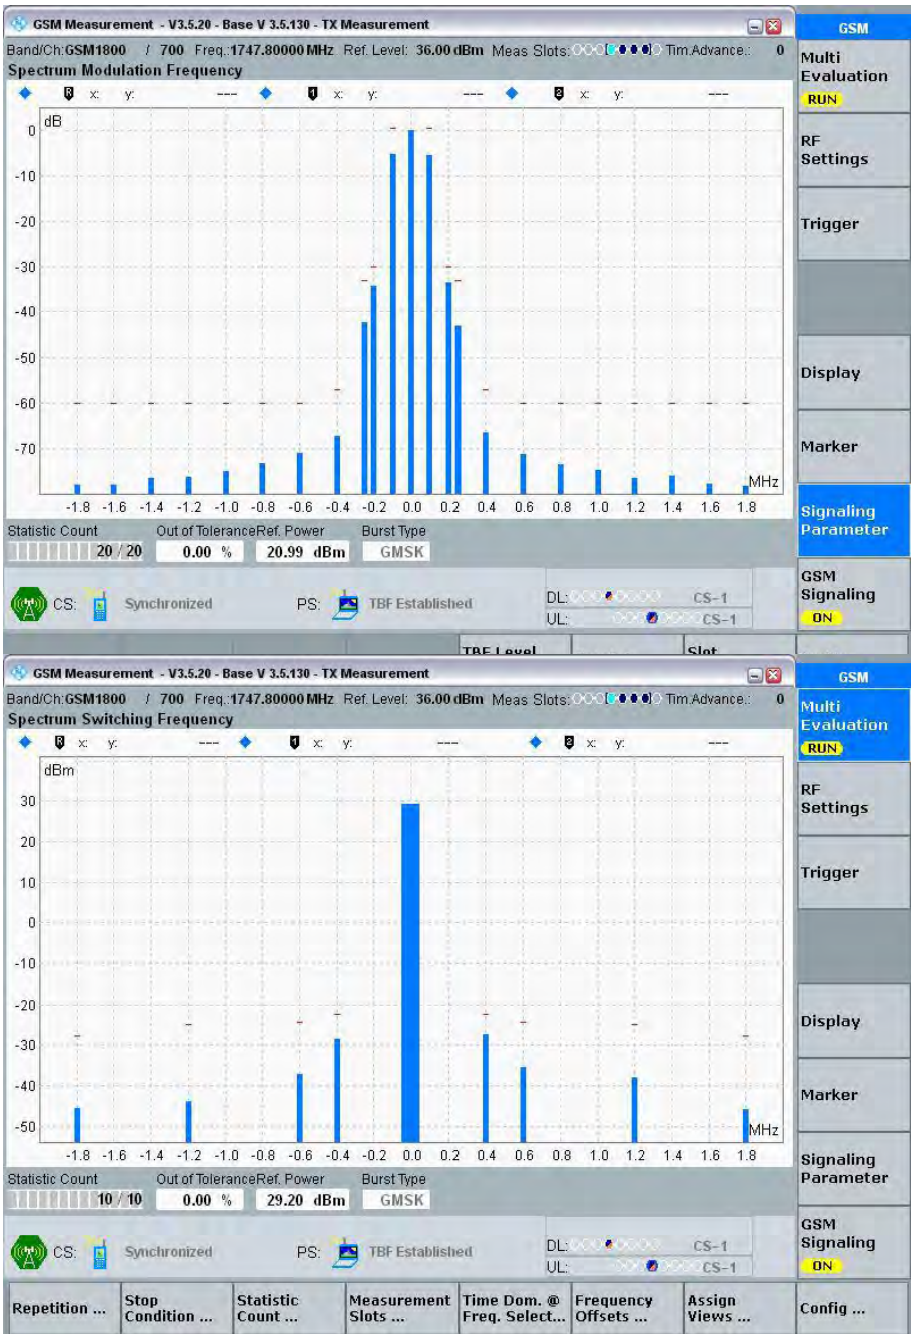 GSM Measurement - V3.5.20 - Base V 3.5.130 - TX Measurement
GSM
Band/Ch:GSM1800 / 700 Freq.:1747.80000 MHz Ref. Level: 36.00 dBm Meas Slots: Tim.Advance.: 0
Spectrum Modulation Frequency
R x: y: --- 1 x: y: --- 2 x: y: ---
dB
0
-10
-20
-30
-40
-50
-60
-70
MHz
-1.8 -1.6 -1.4 -1.2 -1.0 -0.8 -0.6 -0.4 -0.2 0.0 0.2 0.4 0.6 0.8 1.0 1.2 1.4 1.6 1.8
Statistic Count Out of Tolerance Ref. Power Burst Type
20 / 20 0.00 % 20.99 dBm GMSK
CS: Synchronized PS: TBF Established
DL: CS-1
UL: CS-1
Multi Evaluation
RUN
RF Settings
Trigger
Display
Marker
Signaling Parameter
GSM Signaling
ON
TBF Level Slot
GSM Measurement - V3.5.20 - Base V 3.5.130 - TX Measurement
GSM
Band/Ch:GSM1800 / 700 Freq.:1747.80000 MHz Ref. Level: 36.00 dBm Meas Slots: Tim.Advance.: 0
Spectrum Switching Frequency
R x: y: --- 1 x: y: --- 2 x: y: ---
dBm
30
20
10
0
-10
-20
-30
-40
-50
MHz
-1.8 -1.6 -1.4 -1.2 -1.0 -0.8 -0.6 -0.4 -0.2 0.0 0.2 0.4 0.6 0.8 1.0 1.2 1.4 1.6 1.8
Statistic Count Out of Tolerance Ref. Power Burst Type
10 / 10 0.00 % 29.20 dBm GMSK
CS: Synchronized PS: TBF Established
DL: CS-1
UL: CS-1
Multi Evaluation
RUN
RF Settings
Trigger
Display
Marker
Signaling Parameter
GSM Signaling
ON
Repetition ...
Stop Condition ...
Statistic Count ...
Measurement Slots ...
Time Dom. @ Freq. Select...
Frequency Offsets ...
Assign Views ...
Config ...